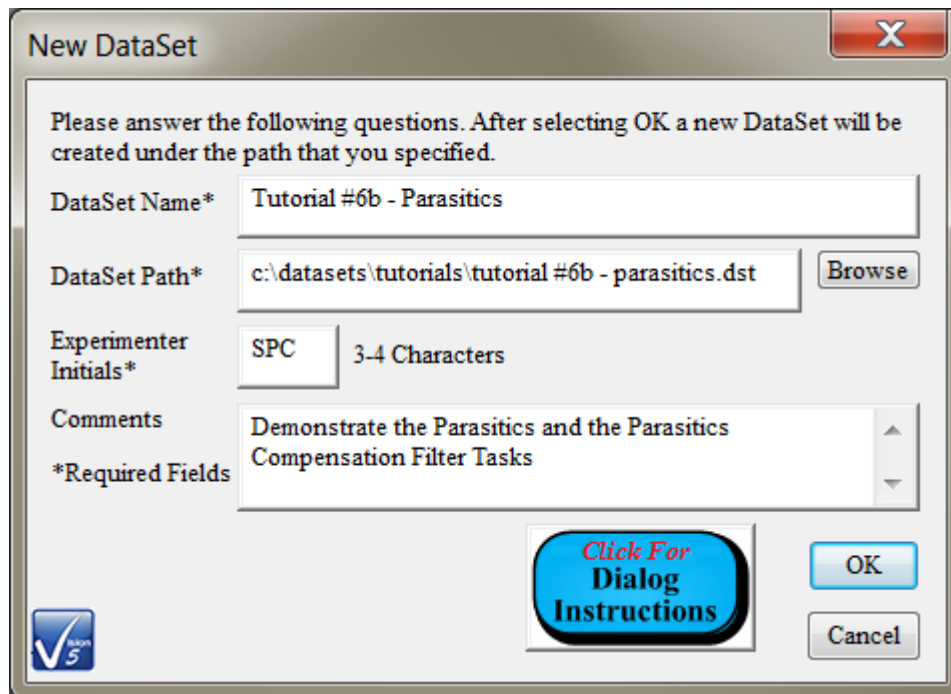 New DataSet
Please answer the following questions. After selecting OK a new DataSet will be
created under the path that you specified.
DataSet Name*
Tutorial #6b - Parasitics
DataSet Path*
c:\datasets\tutorials\tutorial #6b - parasitics.dst
Browse
Experimenter
Initials*
SPC
3-4 Characters
Comments
Demonstrate the Parasitics and the Parasitics
Compensation Filter Tasks
*Required Fields
Click For
Dialog
Instructions
OK
Cancel
Vision
5